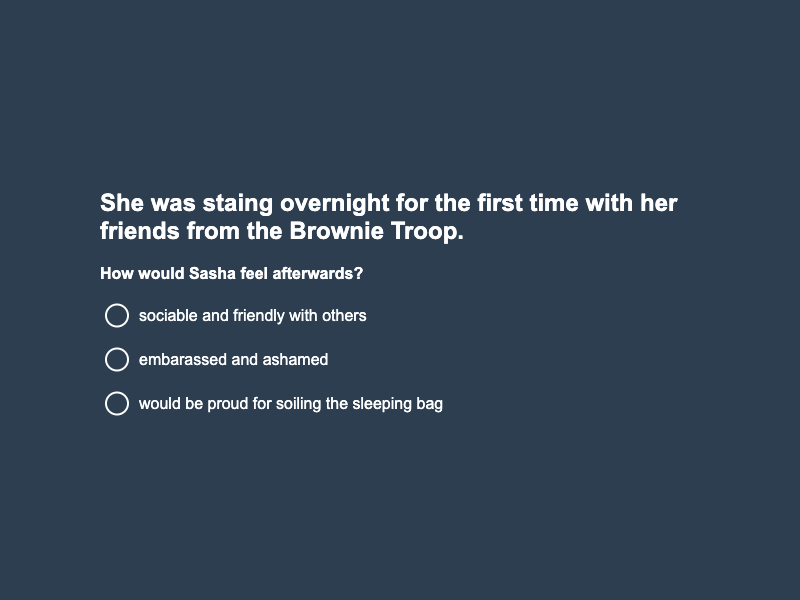 She was staing overnight for the first time with her
friends from the Brownie Troop.
How would Sasha feel afterwards?
sociable and friendly with others
embarassed and ashamed
would be proud for soiling the sleeping bag